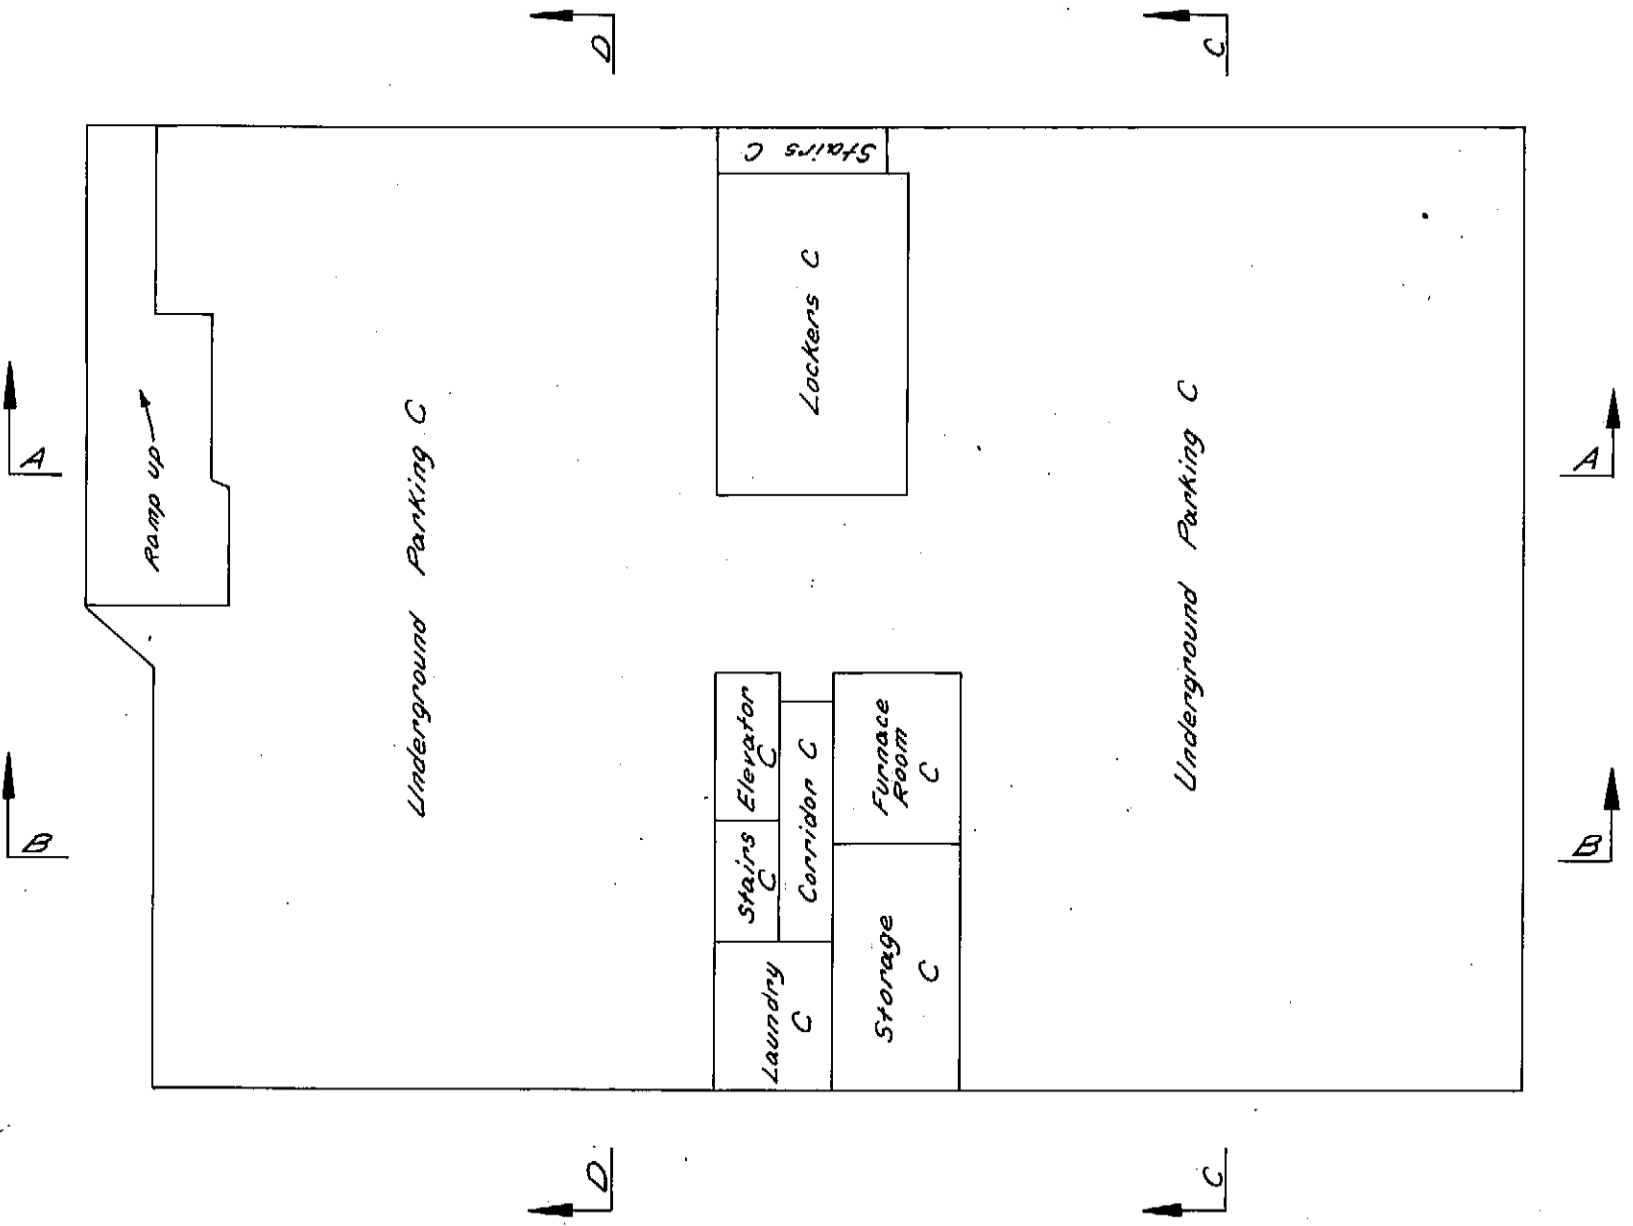 D
C
Stairs C
Lockers C
A
Ramp up
Underground Parking C
Underground Parking C
A
Elevator
C
Stairs
C
Corridor C
Furnace
Room
C
B
B
Laundry
C
Storage
C
D
C